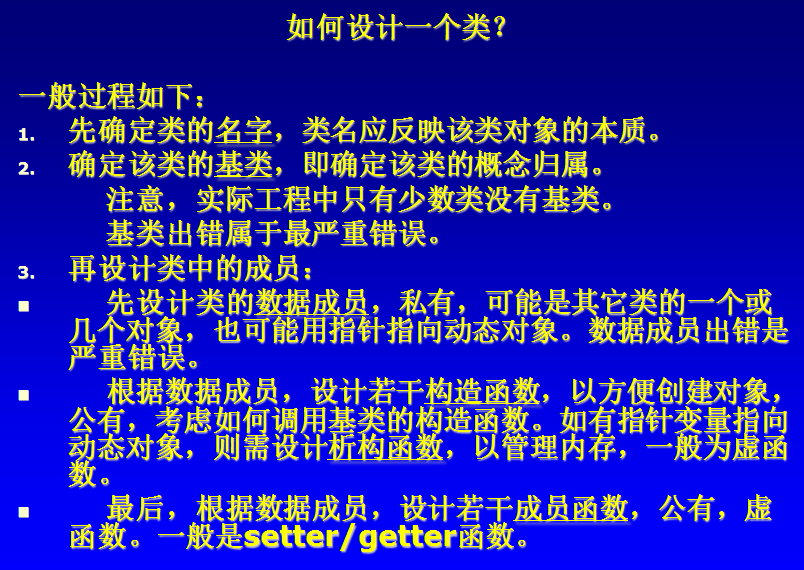 如何设计一个类?
一般过程如下:
1. 先确定类的名字，类名应反映该类对象的本质。
2. 确定该类的基类，即确定该类的概念归属。
注意，实际工程中只有少数类没有基类。
基类出错属于最严重错误。
3. 再设计类中的成员:
■ 先设计类的数据成员，私有，可能是其它类的一个或
几个对象，也可能用指针指向动态对象。数据成员出错是
严重错误。
■ 根据数据成员，设计若干构造函数，以方便创建对象，
公有，考虑如何调用基类的构造函数。如有指针变量指向
动态对象，则需设计析构函数，以管理内存，一般为虚函
数。
■ 最后，根据数据成员，设计若干成员函数，公有，虚
函数。一般是setter/getter函数。